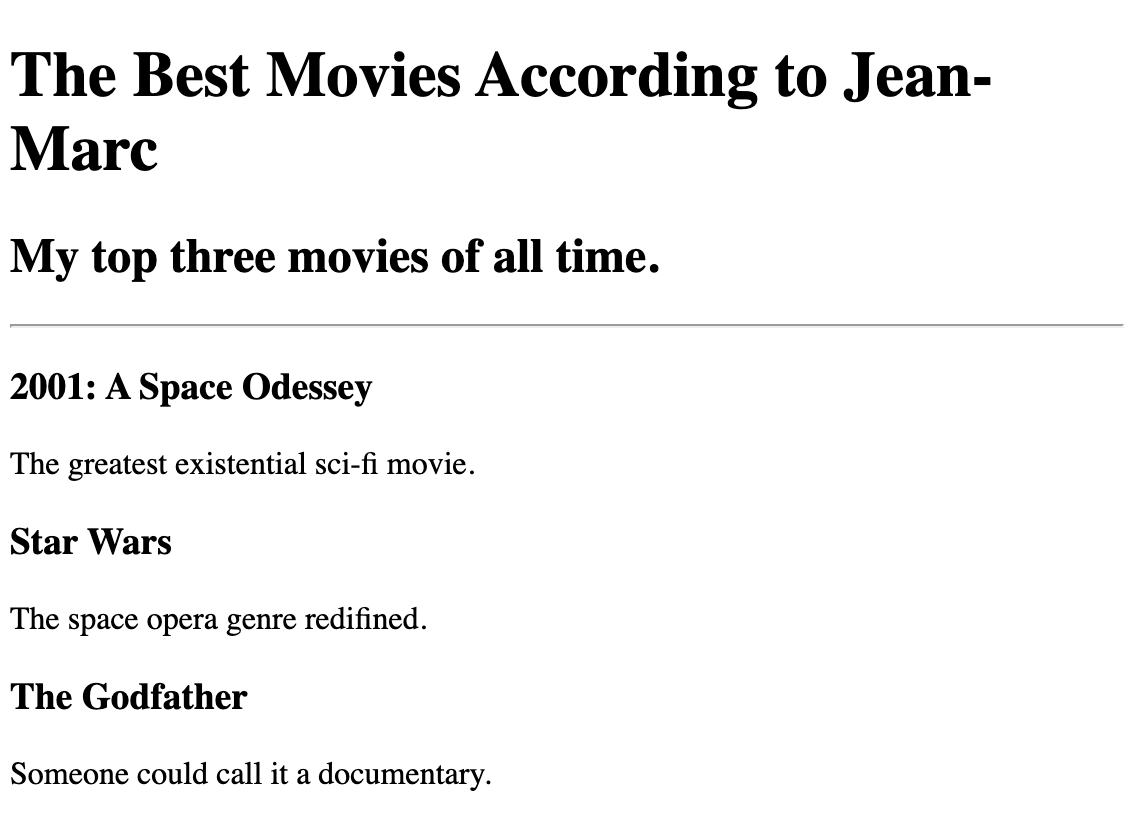 The Best Movies According to Jean-
Marc
My top three movies of all time.
2001: A Space Odessey
The greatest existential sci-fi movie.
Star Wars
The space opera genre redifined.
The Godfather
Someone could call it a documentary.